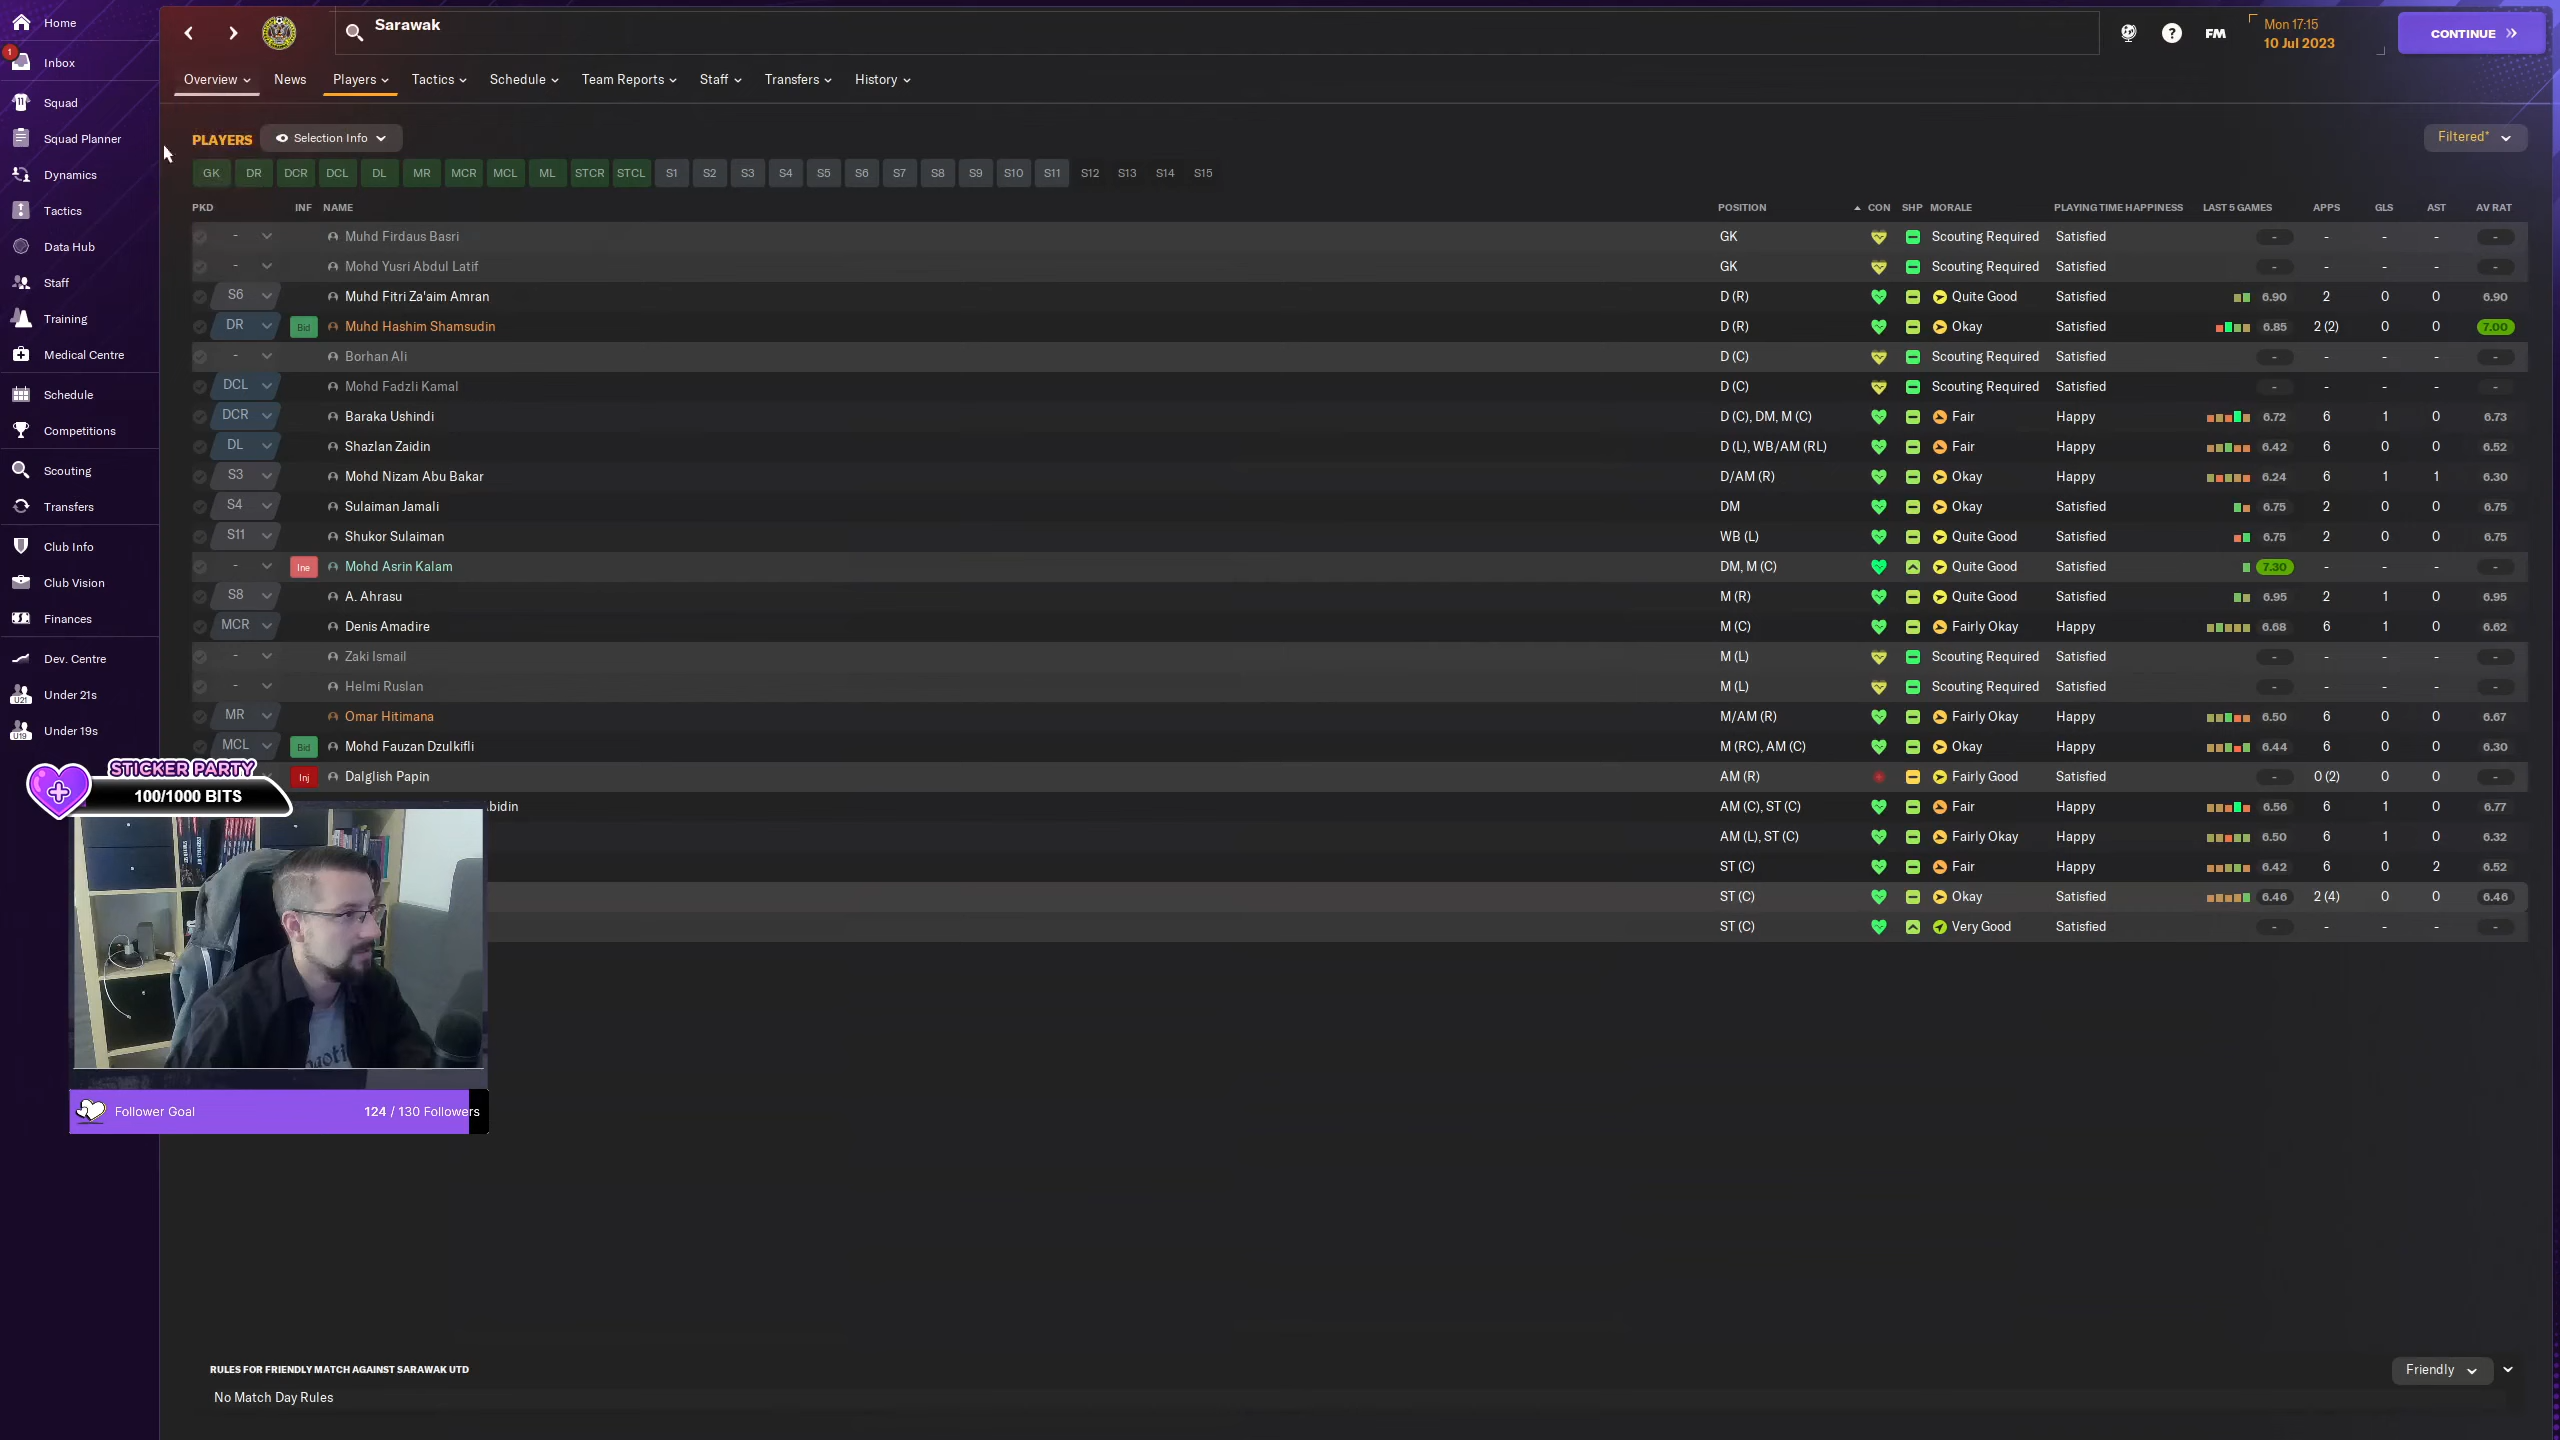 Home
1
Inbox
Squad
Squad Planner
Dynamics
Tactics
Data Hub
Staff
Training
Medical Centre
Schedule
Competitions
Scouting
Transfers
Club Info
Club Vision
Finances
Dev. Centre
Under 21s
Under 19s
Sarawak
FM
Mon 17:15
10 Jul 2023
CONTINUE
Overview News Players Tactics Schedule Team Reports Staff Transfers History
PLAYERS Selection Info Filtered*
GK DR DCR DCL DL MR MCR MCL ML STCR STCL S1 S2 S3 S4 S5 S6 S7 S8 S9 S10 S11 S12 S13 S14 S15
PKD INF NAME POSITION CON SHP MORALE PLAYING TIME HAPPINESS LAST 5 GAMES APPS GLS AST AV RAT
- Muhd Firdaus Basri GK Scouting Required Satisfied - - - - -
- Mohd Yusri Abdul Latif GK Scouting Required Satisfied - - - - -
S6 Muhd Fitri Za'aim Amran D (R) Quite Good Satisfied 6.90 2 0 0 6.90
DR Bid Muhd Hashim Shamsudin D (R) Okay Satisfied 6.85 2 (2) 0 0 7.00
- Borhan Ali D (C) Scouting Required Satisfied - - - - -
DCL Mohd Fadzli Kamal D (C) Scouting Required Satisfied - - - - -
DCR Baraka Ushindi D (C), DM, M (C) Fair Happy 6.72 6 1 0 6.73
DL Shazlan Zaidin D (L), WB/AM (RL) Fair Happy 6.42 6 0 0 6.52
S3 Mohd Nizam Abu Bakar D/AM (R) Okay Happy 6.24 6 1 1 6.30
S4 Sulaiman Jamali DM Okay Satisfied 6.75 2 0 0 6.75
S11 Shukor Sulaiman WB (L) Quite Good Satisfied 6.75 2 0 0 6.75
- Ine Mohd Asrin Kalam DM, M (C) Quite Good Satisfied 7.30 - - - -
S8 A. Ahrasu M (R) Quite Good Satisfied 6.95 2 1 0 6.95
MCR Denis Amadire M (C) Fairly Okay Happy 6.68 6 1 0 6.62
- Zaki Ismail M (L) Scouting Required Satisfied - - - - -
- Helmi Ruslan M (L) Scouting Required Satisfied - - - - -
MR Omar Hitimana M/AM (R) Fairly Okay Happy 6.50 6 0 0 6.67
MCL Bid Mohd Fauzan Dzulkifli M (RC), AM (C) Okay Happy 6.44 6 0 0 6.30
Inj Dalglish Papin AM (R) Fairly Good Satisfied - 0 (2) 0 0 -
bidin AM (C), ST (C) Fair Happy 6.56 6 1 0 6.77
AM (L), ST (C) Fairly Okay Happy 6.50 6 1 0 6.32
ST (C) Fair Happy 6.42 6 0 2 6.52
ST (C) Okay Satisfied 6.46 2 (4) 0 0 6.46
ST (C) Very Good Satisfied - - - - -
STICKER PARTY
100/1000 BITS
Follower Goal 124 / 130 Followers
RULES FOR FRIENDLY MATCH AGAINST SARAWAK UTD Friendly
No Match Day Rules